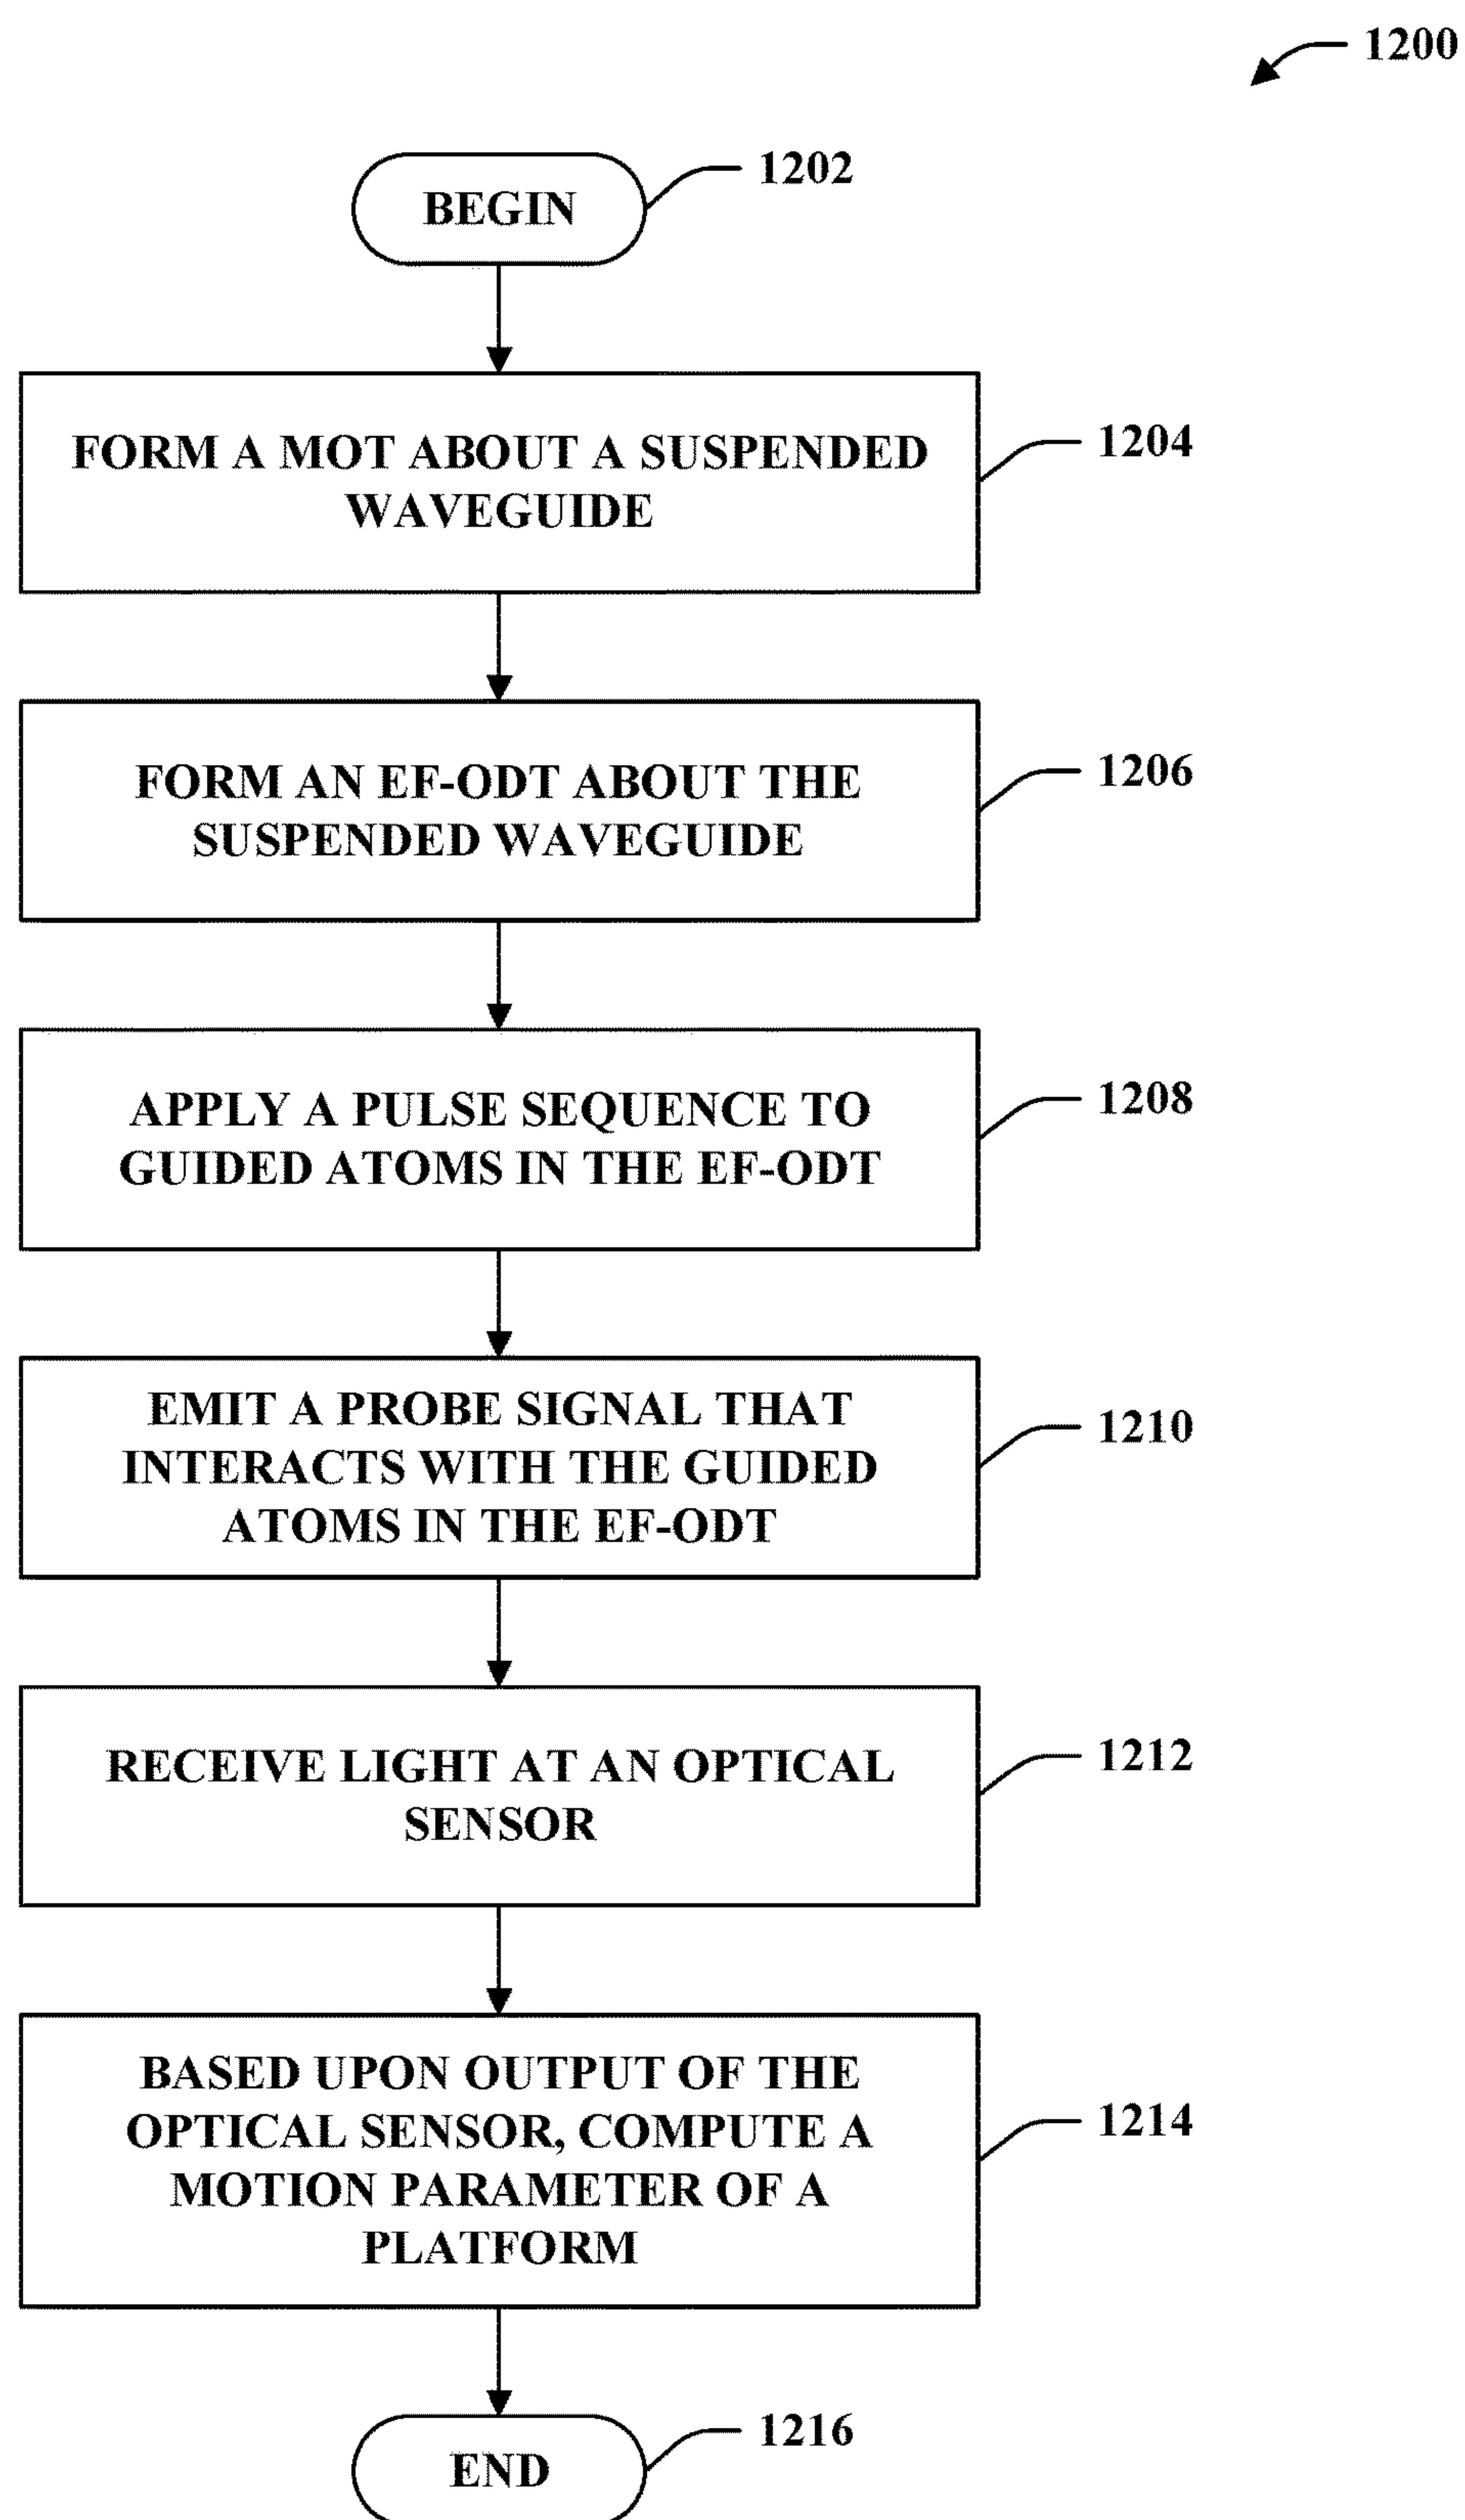 1200
1202
BEGIN
FORM A MOT ABOUT A SUSPENDED
WAVEGUIDE
1204
FORM AN EF-ODT ABOUT THE
SUSPENDED WAVEGUIDE
1206
APPLY A PULSE SEQUENCE TO
GUIDED ATOMS IN THE EF-ODT
1208
EMIT A PROBE SIGNAL THAT
INTERACTS WITH THE GUIDED
ATOMS IN THE EF-ODT
1210
RECEIVE LIGHT AT AN OPTICAL
SENSOR
1212
BASED UPON OUTPUT OF THE
OPTICAL SENSOR, COMPUTE A
MOTION PARAMETER OF A
PLATFORM
1214
END
1216